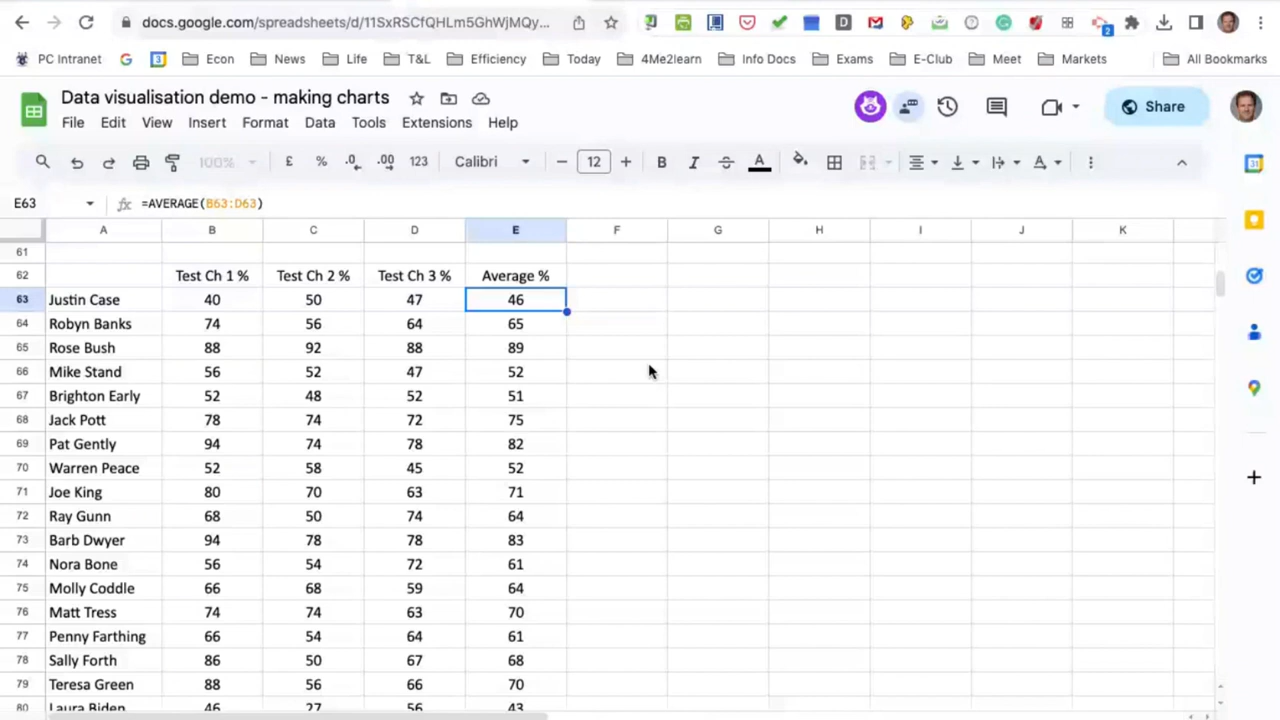 docs.google.com/spreadsheets/d/11SxRSCfQHLm5GhWjMQy...
2
PC Intranet Econ News Life T&L Efficiency Today 4Me2learn Info Docs Exams E-Club Meet Markets All Bookmarks
Data visualisation demo - making charts
Share
File Edit View Insert Format Data Tools Extensions Help
100% £ % .0 .00 123 Calibri 12 B I A
E63 fx =AVERAGE(B63:D63)
A B C D E F G H I J K
61
62 Test Ch 1 % Test Ch 2 % Test Ch 3 % Average %
63 Justin Case 40 50 47 46
64 Robyn Banks 74 56 64 65
65 Rose Bush 88 92 88 89
66 Mike Stand 56 52 47 52
67 Brighton Early 52 48 52 51
68 Jack Pott 78 74 72 75
69 Pat Gently 94 74 78 82
70 Warren Peace 52 58 45 52
71 Joe King 80 70 63 71
72 Ray Gunn 68 50 74 64
73 Barb Dwyer 94 78 78 83
74 Nora Bone 56 54 72 61
75 Molly Coddle 66 68 59 64
76 Matt Tress 74 74 63 70
77 Penny Farthing 66 54 64 61
78 Sally Forth 86 50 67 68
79 Teresa Green 88 56 66 70
80 Laura Biden 46 27 56 43